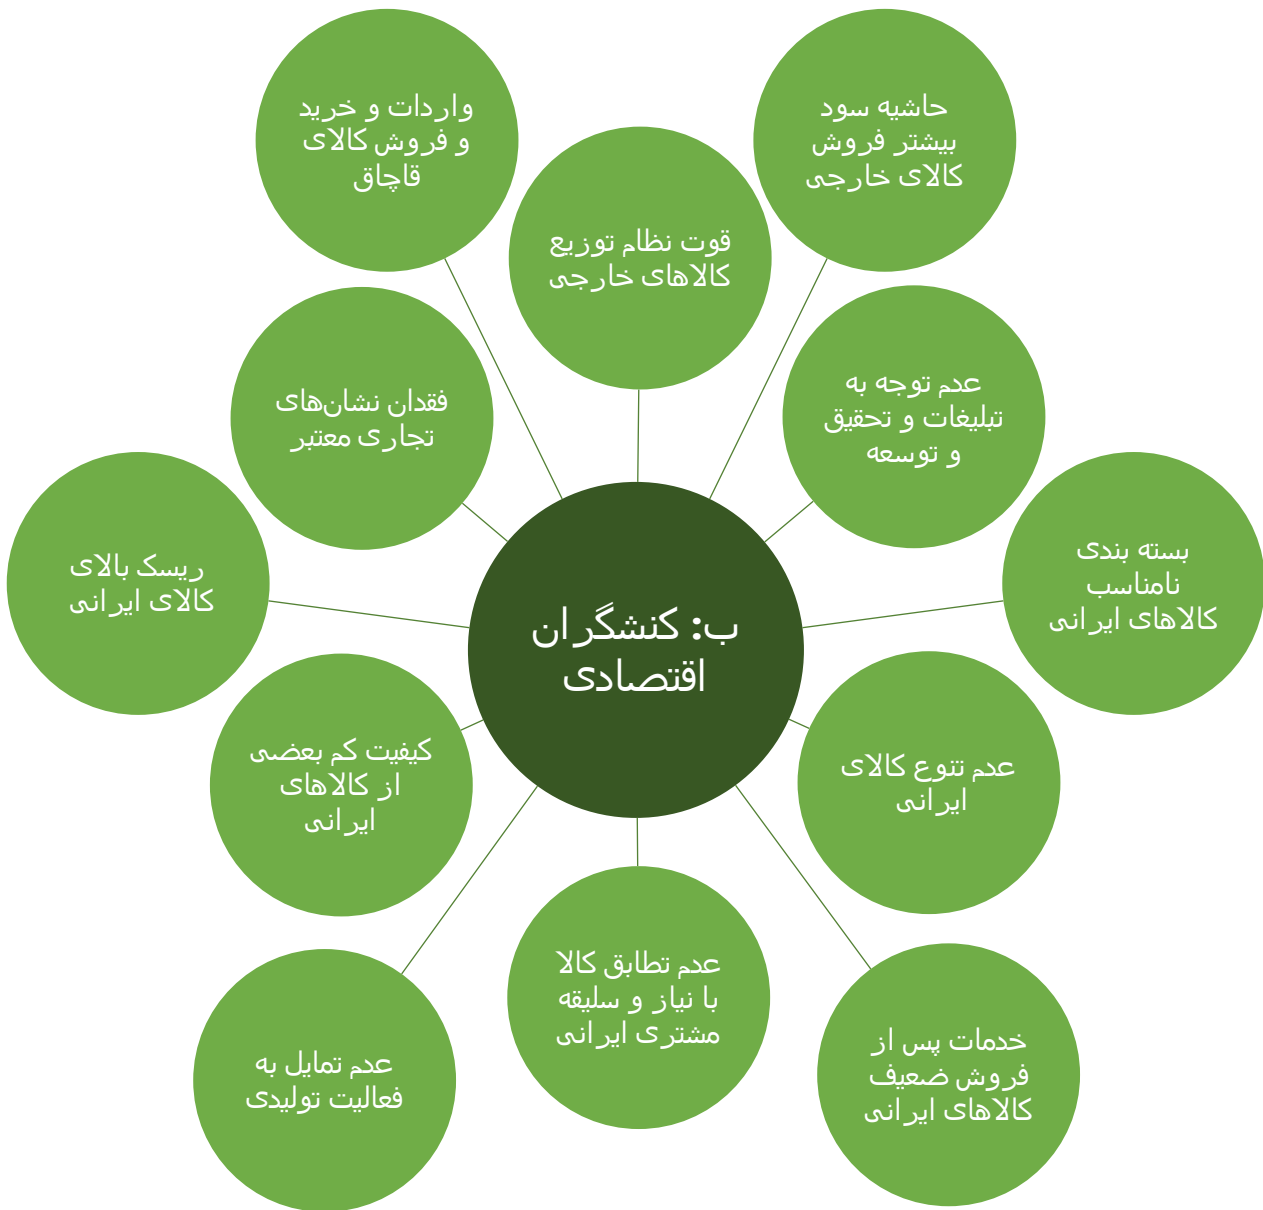 واردات و خرید
و فروش کالای
قاچاق
حاشیه سود
بیشتر فروش
کالای خارجی
قوت نظام توزیع
کالاهای خارجی
فقدان نشان‌های
تجاری معتبر
عدم توجه به
تبلیغات و تحقیق
و توسعه
ریسک بالای
کالای ایرانی
بسته بندی
نامناسب
کالاهای ایرانی
ب: کنشگران
اقتصادی
کیفیت کم بعضی
از کالاهای
ایرانی
عدم تنوع کالای
ایرانی
عدم تطابق کالا
با نیاز و سلیقه
مشتری ایرانی
عدم تمایل به
فعالیت تولیدی
خدمات پس از
فروش ضعیف
کالاهای ایرانی